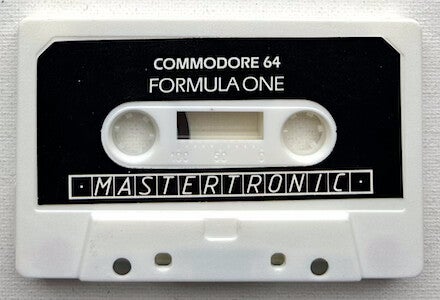 COMMODORE 64
FORMULA ONE
100 50 0
· MASTERTRONIC ·